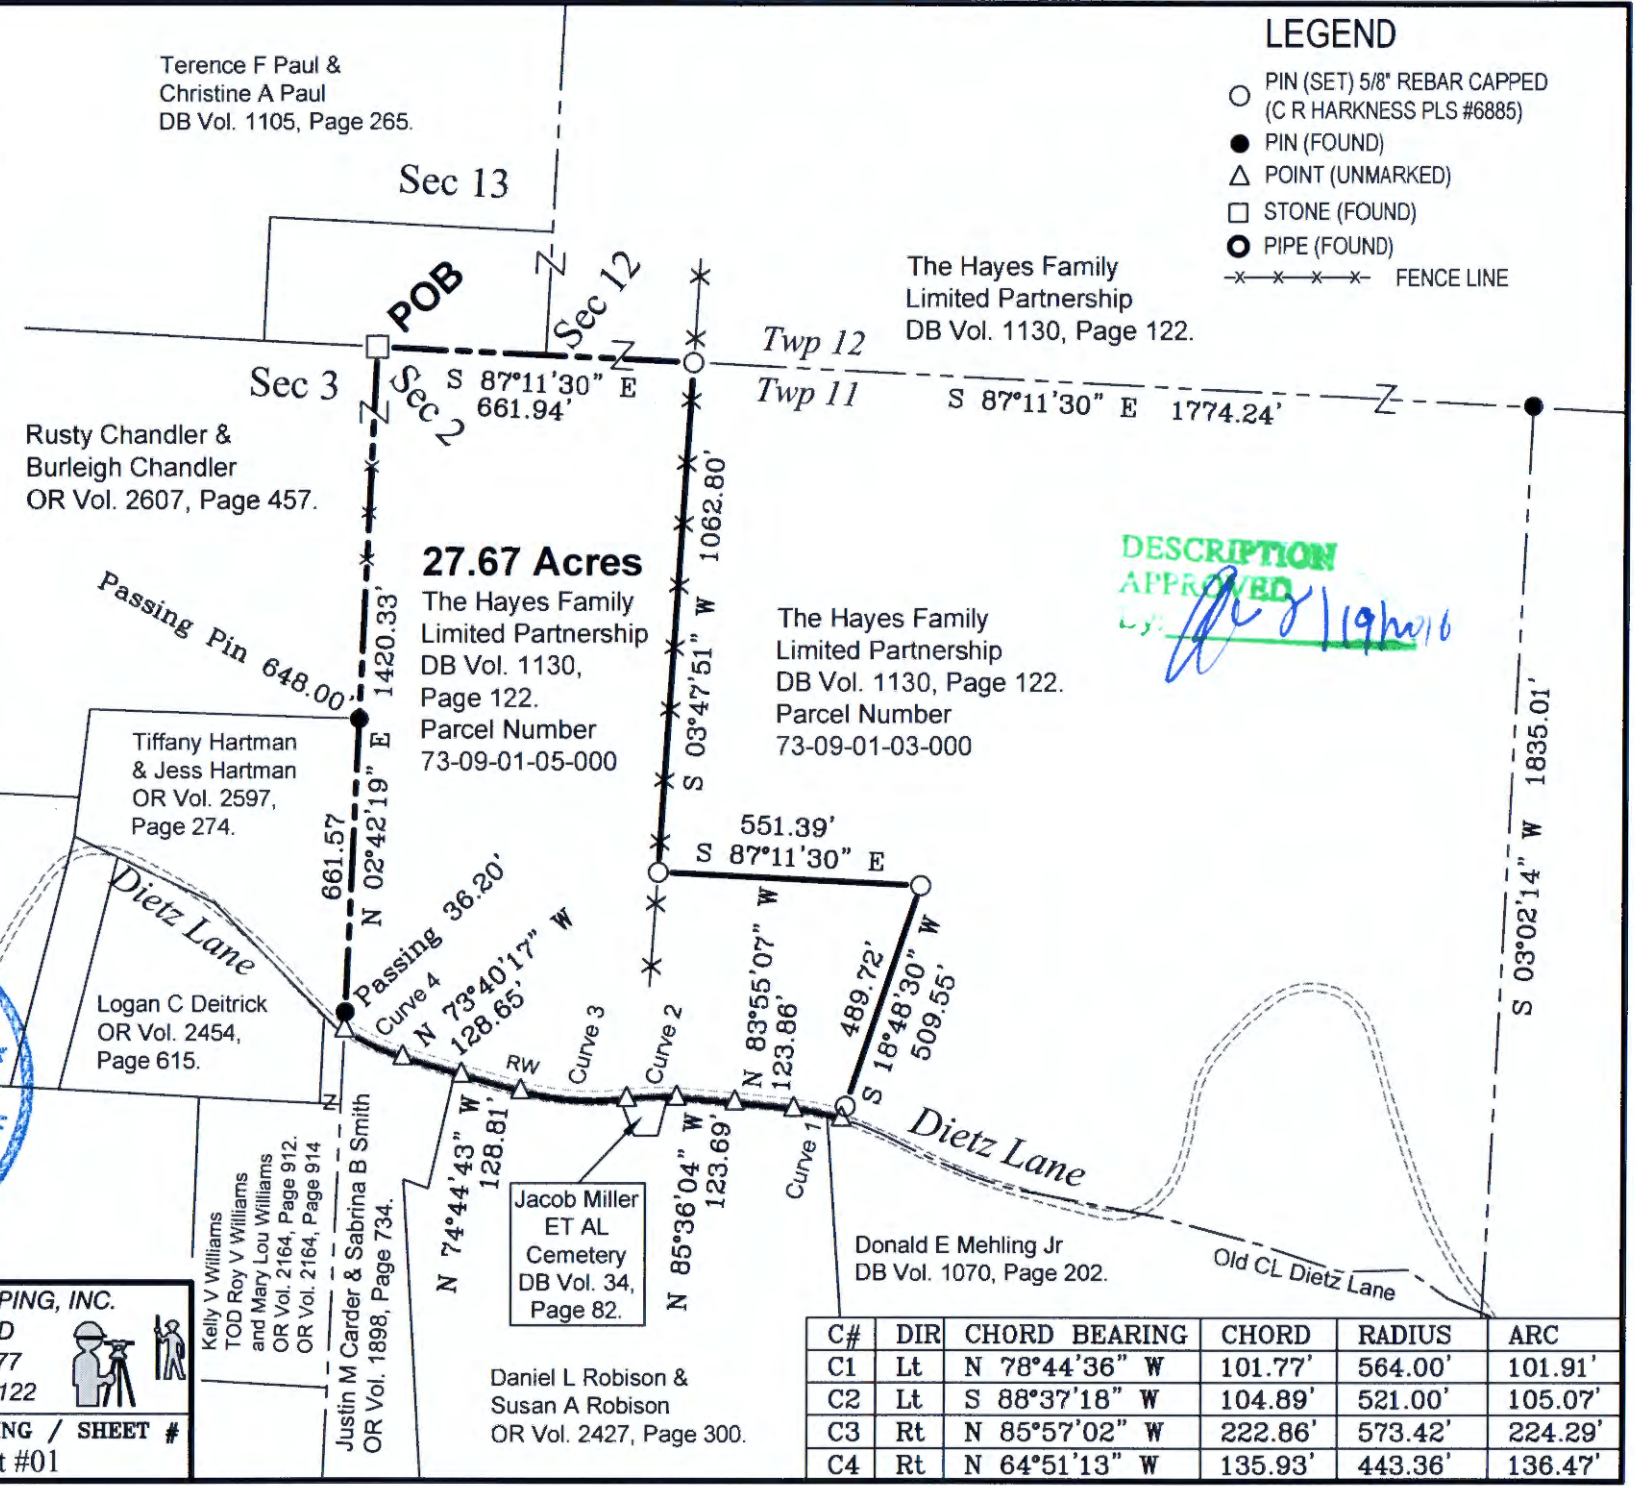 Terence F Paul &
Christine A Paul
DB Vol. 1105, Page 265.
Sec 13
LEGEND
PIN (SET) 5/8" REBAR CAPPED
(C R HARKNESS PLS #6885)
PIN (FOUND)
POINT (UNMARKED)
STONE (FOUND)
PIPE (FOUND)
-x—x—x—x- FENCE LINE
POB
Sec 12
The Hayes Family
Limited Partnership
DB Vol. 1130, Page 122.
Twp 12
Twp 11
Sec 3
Sec 2
S 87°11'30" E
661.94'
S 87°11'30" E 1774.24'
Rusty Chandler &
Burleigh Chandler
OR Vol. 2607, Page 457.
Passing Pin 648.00'
N 02°42'19" E 1420.33'
27.67 Acres
The Hayes Family
Limited Partnership
DB Vol. 1130,
Page 122.
Parcel Number
73-09-01-05-000
S 03°47'51" W 1062.80'
The Hayes Family
Limited Partnership
DB Vol. 1130, Page 122.
Parcel Number
73-09-01-03-000
DESCRIPTION
APPROVED
By:
S 03°02'14" W 1835.01'
Tiffany Hartman
& Jess Hartman
OR Vol. 2597,
Page 274.
661.57
551.39'
S 87°11'30" E
Dietz Lane
Passing 36.20'
Curve 4
N 73°40'17" W
128.65'
RW
Curve 3
Curve 2
N 83°55'07" W
123.86'
489.72'
S 18°48'30" W
509.55'
Logan C Deitrick
OR Vol. 2454,
Page 615.
Dietz Lane
Kelly V Williams
TOD Roy V Williams
and Mary Lou Williams
OR Vol. 2164, Page 912.
OR Vol. 2164, Page 914
Justin M Carder & Sabrina B Smith
OR Vol. 1898, Page 734.
N 74°44'43" W
128.81'
Jacob Miller
ET AL
Cemetery
DB Vol. 34,
Page 82.
N 85°36'04" W
123.69'
Curve 1
Donald E Mehling Jr
DB Vol. 1070, Page 202.
Old CL Dietz Lane
Daniel L Robison &
Susan A Robison
OR Vol. 2427, Page 300.
PING, INC.
D
77
122
NG / SHEET #
t #01
C# DIR CHORD BEARING CHORD RADIUS ARC
C1 Lt N 78°44'36" W 101.77' 564.00' 101.91'
C2 Lt S 88°37'18" W 104.89' 521.00' 105.07'
C3 Rt N 85°57'02" W 222.86' 573.42' 224.29'
C4 Rt N 64°51'13" W 135.93' 443.36' 136.47'